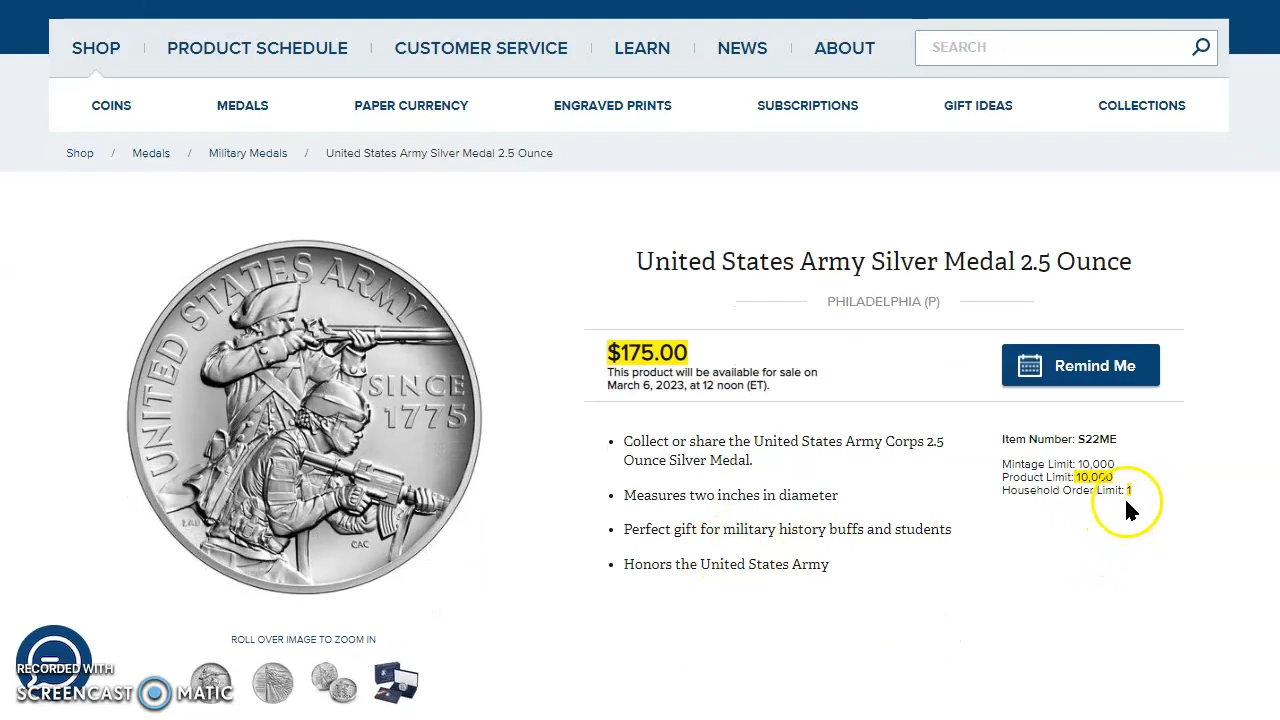 SHOP PRODUCT SCHEDULE CUSTOMER SERVICE LEARN NEWS ABOUT SEARCH
COINS MEDALS PAPER CURRENCY ENGRAVED PRINTS SUBSCRIPTIONS GIFT IDEAS COLLECTIONS
Shop / Medals / Military Medals / United States Army Silver Medal 2.5 Ounce
UNITED STATES ARMY
SINCE
1775
LAD
CAC
United States Army Silver Medal 2.5 Ounce
PHILADELPHIA (P)
$175.00
This product will be available for sale on
March 6, 2023, at 12 noon (ET).
Remind Me
• Collect or share the United States Army Corps 2.5
Ounce Silver Medal.
• Measures two inches in diameter
• Perfect gift for military history buffs and students
• Honors the United States Army
Item Number: S22ME
Mintage Limit: 10,000
Product Limit: 10,000
Household Order Limit: 1
ROLL OVER IMAGE TO ZOOM IN
RECORDED WITH
SCREENCAST MATIC